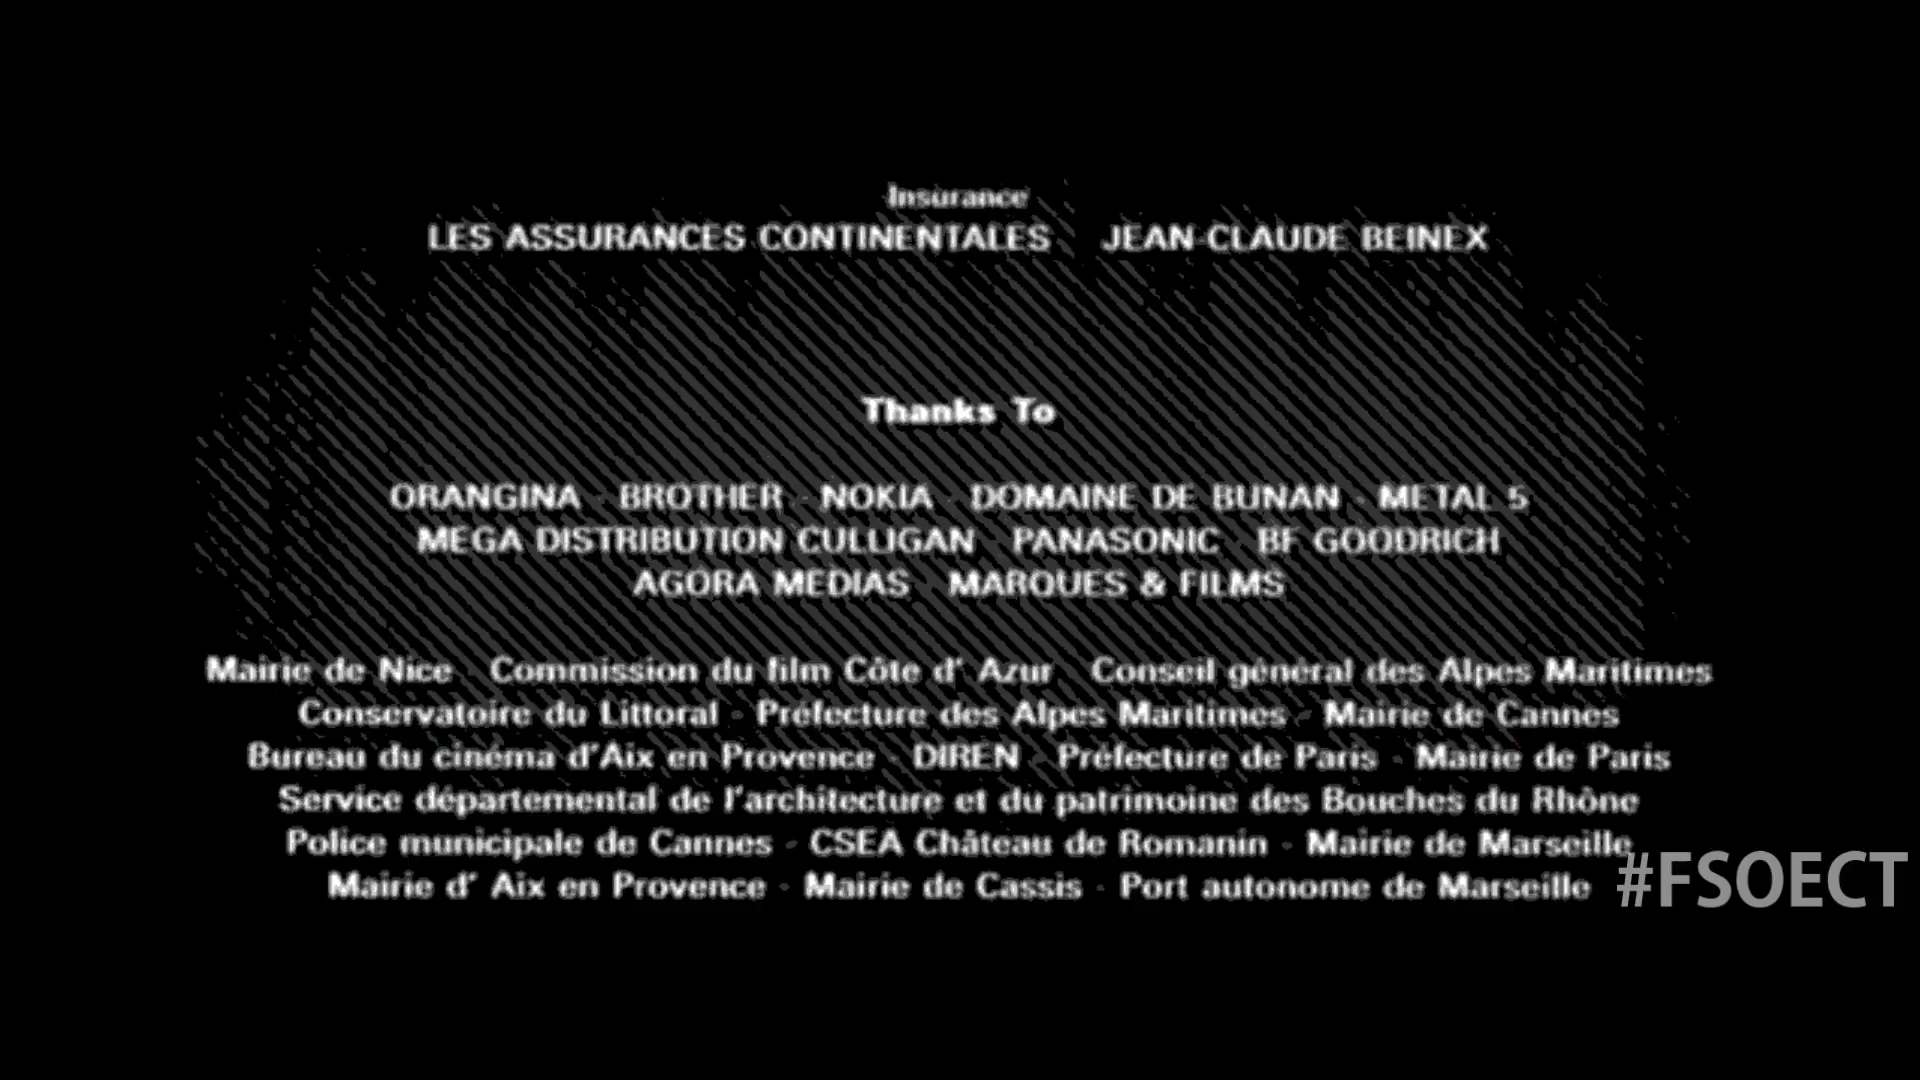 Insurance
LES ASSURANCES CONTINENTALES JEAN-CLAUDE BEINEX
Thanks To
ORANGINA - BROTHER - NOKIA - DOMAINE DE BUNAN - METAL 5
MEGA DISTRIBUTION CULLIGAN PANASONIC BF GOODRICH
AGORA MEDIAS - MARQUES & FILMS
Mairie de Nice Commission du film Côte d' Azur Conseil général des Alpes Maritimes
Conservatoire du Littoral - Préfecture des Alpes Maritimes - Mairie de Cannes
Bureau du cinéma d'Aix en Provence - DIREN - Préfecture de Paris - Mairie de Paris
Service départemental de l'architecture et du patrimoine des Bouches du Rhône
Police municipale de Cannes - CSEA Château de Romanin - Mairie de Marseille
Mairie d' Aix en Provence - Mairie de Cassis - Port autonome de Marseille
#FSOECT